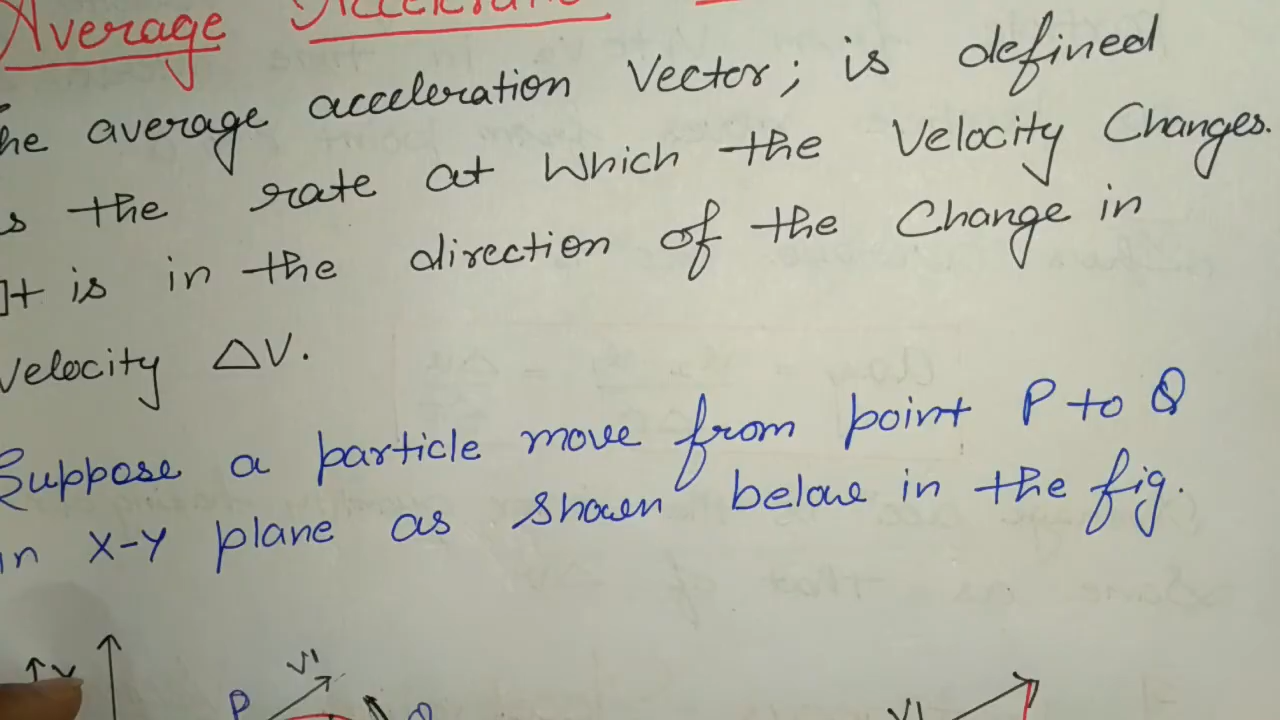 Average Acceleratio
he average acceleration Vector; is defined
s the rate at which the Velocity Changes.
It is in the direction of the Change in
Velocity ΔV.
Suppose a particle move from point P to Q
in X-Y plane as shown below in the fig.
Y V1
P Q V1